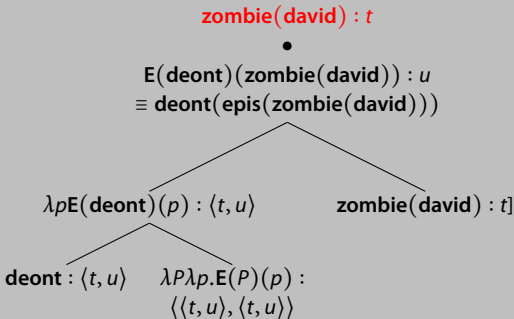 zombie(david) : t
•
E(deont)(zombie(david)) : u
≡ deont(epis(zombie(david)))
λpE(deont)(p) : ⟨t, u⟩ zombie(david) : t]
deont : ⟨t, u⟩ λPλp.E(P)(p) :
⟨⟨t, u⟩, ⟨t, u⟩⟩